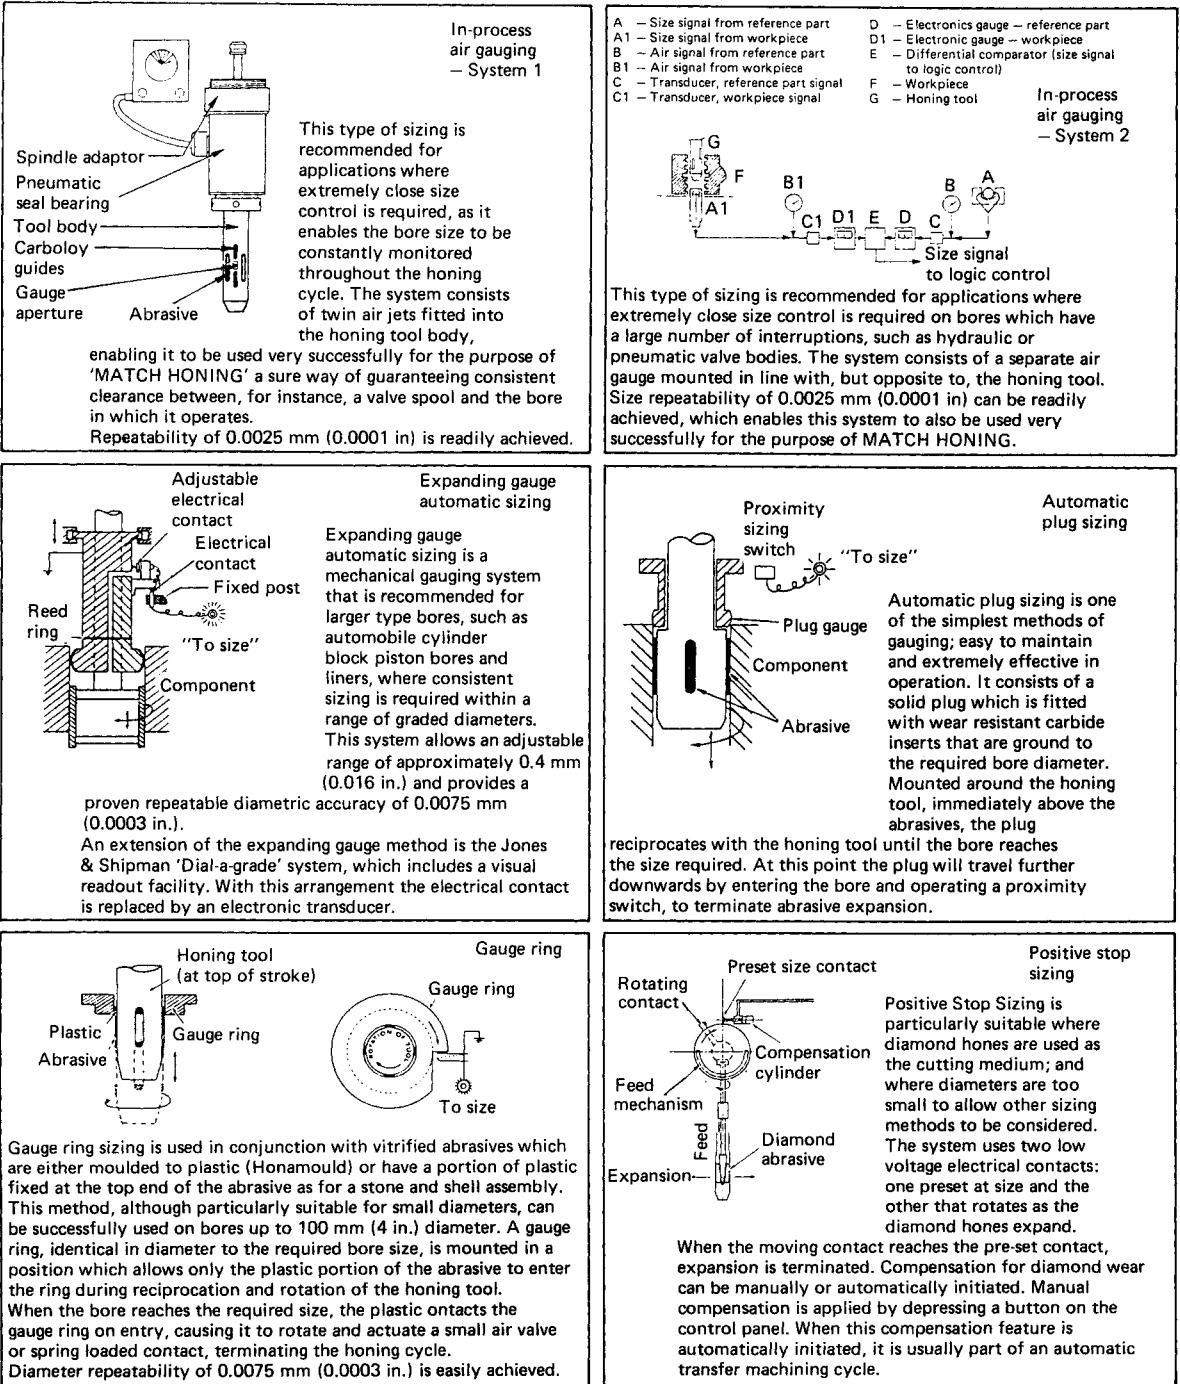 In-process
air gauging
– System 1
Spindle adaptor
Pneumatic
seal bearing
Tool body
Carboloy
guides
Gauge
aperture
Abrasive
This type of sizing is
recommended for
applications where
extremely close size
control is required, as it
enables the bore size to be
constantly monitored
throughout the honing
cycle. The system consists
of twin air jets fitted into
the honing tool body,
enabling it to be used very successfully for the purpose of
'MATCH HONING' a sure way of guaranteeing consistent
clearance between, for instance, a valve spool and the bore
in which it operates.
Repeatability of 0.0025 mm (0.0001 in) is readily achieved.
A – Size signal from reference part
A1 – Size signal from workpiece
B – Air signal from reference part
B1 – Air signal from workpiece
C – Transducer, reference part signal
C1 – Transducer, workpiece signal
D – Electronics gauge – reference part
D1 – Electronic gauge – workpiece
E – Differential comparator (size signal
to logic control)
F – Workpiece
G – Honing tool
In-process
air gauging
– System 2
G
F
A1
B1
B
A
C1
D1
E
D
C
Size signal
to logic control
This type of sizing is recommended for applications where
extremely close size control is required on bores which have
a large number of interruptions, such as hydraulic or
pneumatic valve bodies. The system consists of a separate air
gauge mounted in line with, but opposite to, the honing tool.
Size repeatability of 0.0025 mm (0.0001 in) can be readily
achieved, which enables this system to also be used very
successfully for the purpose of MATCH HONING.
Adjustable
electrical
contact
Electrical
contact
Fixed post
Reed
ring
"To size"
Component
Expanding gauge
automatic sizing
Expanding gauge
automatic sizing is a
mechanical gauging system
that is recommended for
larger type bores, such as
automobile cylinder
block piston bores and
liners, where consistent
sizing is required within a
range of graded diameters.
This system allows an adjustable
range of approximately 0.4 mm
(0.016 in.) and provides a
proven repeatable diametric accuracy of 0.0075 mm
(0.0003 in.).
An extension of the expanding gauge method is the Jones
& Shipman 'Dial-a-grade' system, which includes a visual
readout facility. With this arrangement the electrical contact
is replaced by an electronic transducer.
Proximity
sizing
switch
"To size"
Plug gauge
Component
Abrasive
Automatic
plug sizing
Automatic plug sizing is one
of the simplest methods of
gauging; easy to maintain
and extremely effective in
operation. It consists of a
solid plug which is fitted
with wear resistant carbide
inserts that are ground to
the required bore diameter.
Mounted around the honing
tool, immediately above the
abrasives, the plug
reciprocates with the honing tool until the bore reaches
the size required. At this point the plug will travel further
downwards by entering the bore and operating a proximity
switch, to terminate abrasive expansion.
Honing tool
(at top of stroke)
Plastic
Abrasive
Gauge ring
Gauge ring
Gauge ring
ROTATION OF TOOL
To size
Gauge ring sizing is used in conjunction with vitrified abrasives which
are either moulded to plastic (Honamould) or have a portion of plastic
fixed at the top end of the abrasive as for a stone and shell assembly.
This method, although particularly suitable for small diameters, can
be successfully used on bores up to 100 mm (4 in.) diameter. A gauge
ring, identical in diameter to the required bore size, is mounted in a
position which allows only the plastic portion of the abrasive to enter
the ring during reciprocation and rotation of the honing tool.
When the bore reaches the required size, the plastic ontacts the
gauge ring on entry, causing it to rotate and actuate a small air valve
or spring loaded contact, terminating the honing cycle.
Diameter repeatability of 0.0075 mm (0.0003 in.) is easily achieved.
Preset size contact
Rotating
contact
Compensation
cylinder
Feed
mechanism
Feed
Diamond
abrasive
Expansion
Positive stop
sizing
Positive Stop Sizing is
particularly suitable where
diamond hones are used as
the cutting medium; and
where diameters are too
small to allow other sizing
methods to be considered.
The system uses two low
voltage electrical contacts:
one preset at size and the
other that rotates as the
diamond hones expand.
When the moving contact reaches the pre-set contact,
expansion is terminated. Compensation for diamond wear
can be manually or automatically initiated. Manual
compensation is applied by depressing a button on the
control panel. When this compensation feature is
automatically initiated, it is usually part of an automatic
transfer machining cycle.